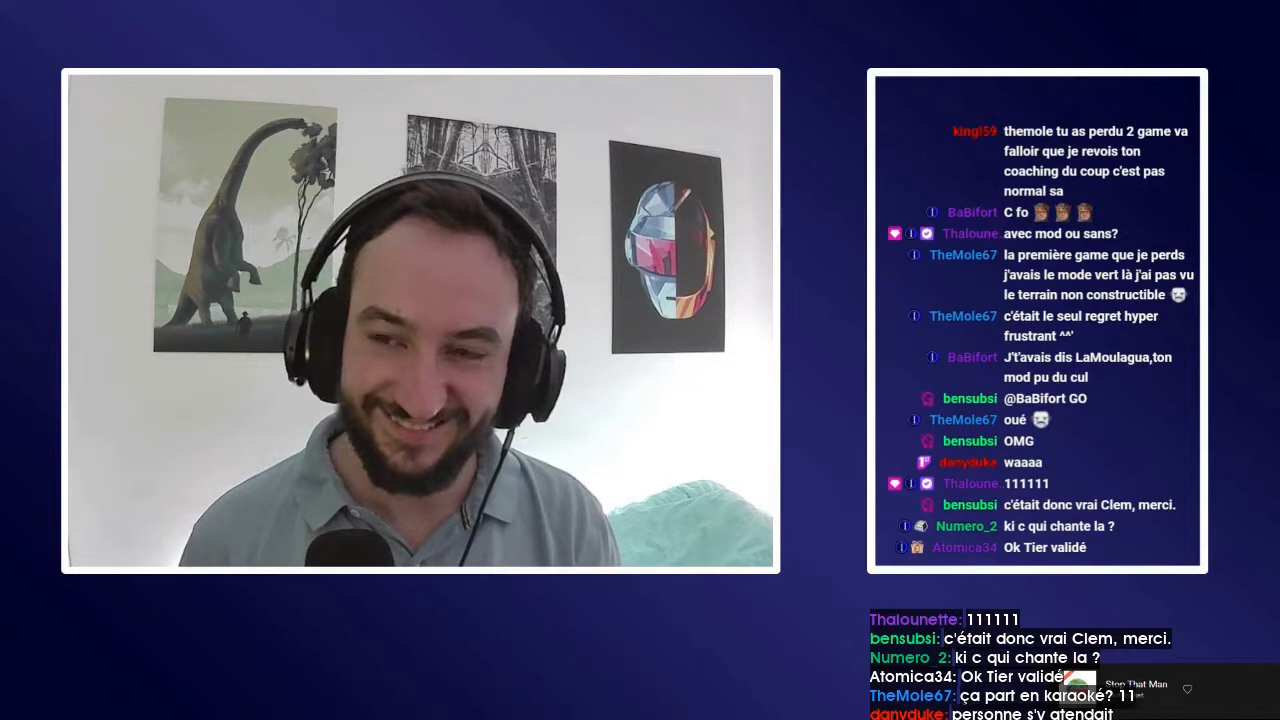 kingl59 themole tu as perdu 2 game va
falloir que je revois ton
coaching du coup c'est pas
normal sa
BaBifort C fo
Thaloune avec mod ou sans?
TheMole67 la première game que je perds
j'avais le mode vert là j'ai pas vu
le terrain non constructible
TheMole67 c'était le seul regret hyper
frustrant ^^'
BaBifort J't'avais dis LaMoulagua,ton
mod pu du cul
bensubsi @BaBifort GO
TheMole67 oué
bensubsi OMG
danyduke waaaa
Thaloune 111111
bensubsi c'était donc vrai Clem, merci.
Numero_2 ki c qui chante la ?
Atomica34 Ok Tier validé
Thalounette: 111111
bensubsi: c'était donc vrai Clem, merci.
Numero_2: ki c qui chante la ?
Atomica34: Ok Tier validé
Stop That Man
TheMole67: ça part en karaoké? 11
danyduke: personne s'y atendait